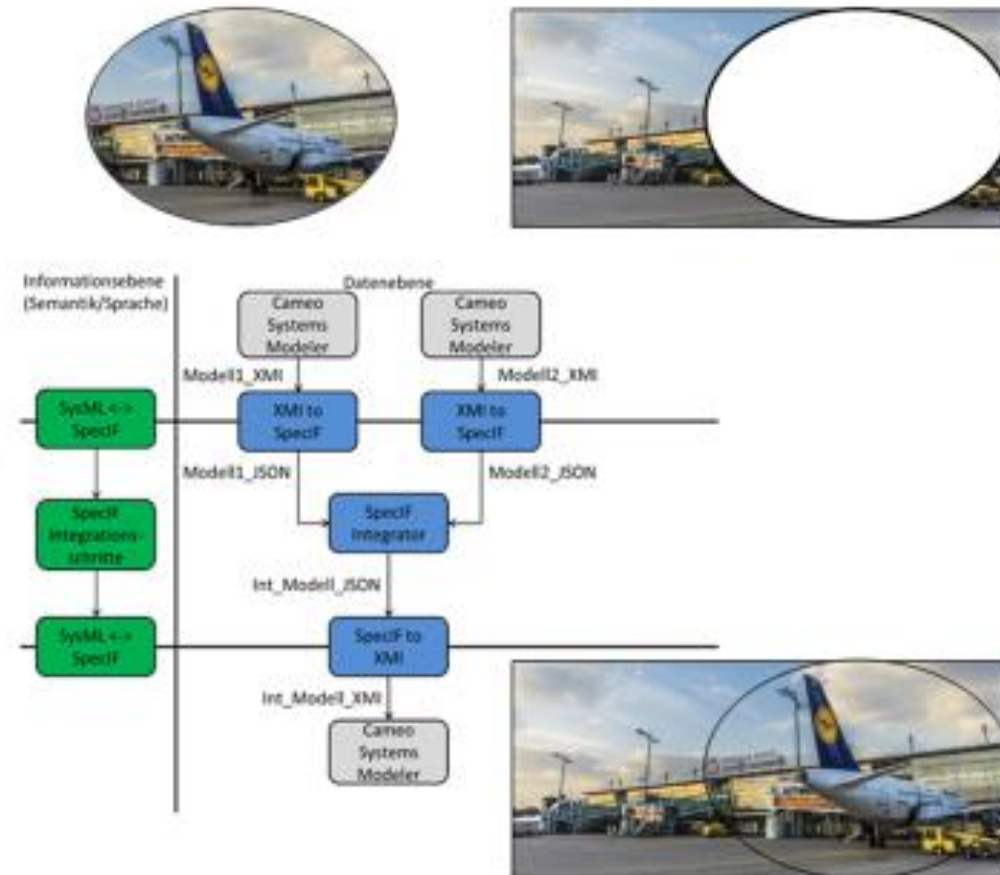 Informationsebene
(Semantik/Sprache)
Datenebene
Cameo
Systems
Modeler
Cameo
Systems
Modeler
Modell1_XMI
Modell2_XMI
SysML <->
SpecIF
XMI to
SpecIF
XMI to
SpecIF
Modell1_JSON
Modell2_JSON
SpecIF
Integrations-
SpecIF
Integrator
Int_Modell_JSON
SysML <->
SpecIF
SpecIF to
XMI
Int_Modell_XMI
Cameo
Systems
Modeler